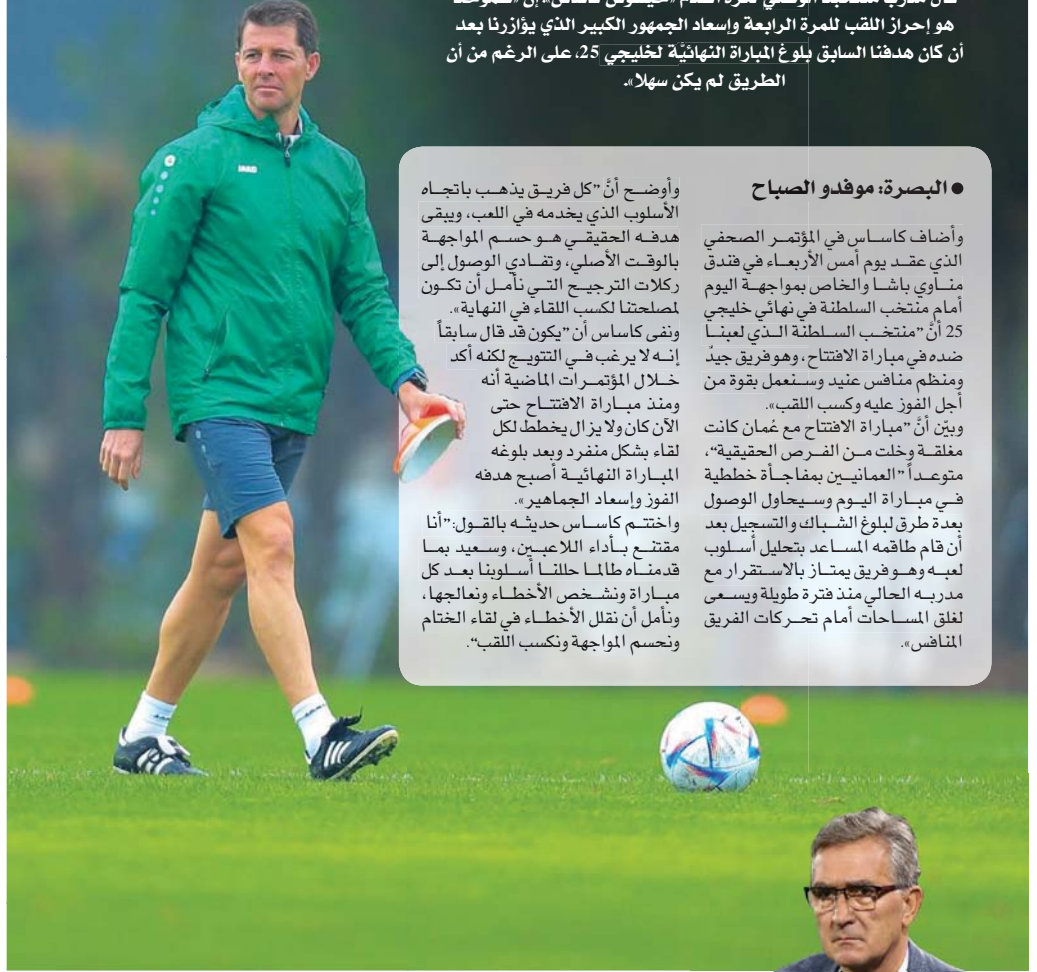 هو إحراز اللقب للمرة الرابعة وإسعاد الجمهور الكبير الذي يؤازرنا بعد
أن كان هدفنا السابق بلوغ المباراة النهائيَّة لخليجي 25، على الرغم من أن
الطريق لم يكن سهلا».
● البصرة: موفدو الصباح
وأضاف كاساس في المؤتمر الصحفي
الذي عقد يوم أمس الأربعاء في فندق
مناوي باشا والخاص بمواجهة اليوم
أمام منتخب السلطنة في نهائي خليجي
25 أنَّ ”منتخب السلطنة الذي لعبنا
ضده في مباراة الافتتاح، وهو فريق جيدٌ
ومنظم منافس عنيد وسنعمل بقوة من
أجل الفوز عليه وكسب اللقب».
وبيّن أنَّ ”مباراة الافتتاح مع عُمان كانت
مغلقة وخلت من الفرص الحقيقية“،
متوعداً ”العمانيين بمفاجأة خططية
في مباراة اليوم وسيحاول الوصول
بعدة طرق لبلوغ الشباك والتسجيل بعد
أن قام طاقمه المساعد بتحليل أسلوب
لعبه وهو فريق يمتاز بالاستقرار مع
مدربه الحالي منذ فترة طويلة ويسعى
لغلق المساحات أمام تحركات الفريق
المنافس».
وأوضح أنَّ ”كل فريق يذهب باتجاه
الأسلوب الذي يخدمه في اللعب، ويبقى
هدفه الحقيقي هو حسم المواجهة
بالوقت الأصلي، وتفادي الوصول إلى
ركلات الترجيح التي نأمل أن تكون
لمصلحتنا لكسب اللقاء في النهاية».
ونفى كاساس أن ”يكون قد قال سابقاً
إنه لا يرغب في التتويج لكنه أكد
خلال المؤتمرات الماضية أنه
ومنذ مباراة الافتتاح حتى
الآن كان ولا يزال يخطط لكل
لقاء بشكل منفرد وبعد بلوغه
المباراة النهائية أصبح هدفه
الفوز وإسعاد الجماهير».
واختتم كاساس حديثه بالقول: ”أنا
مقتنع بأداء اللاعبين، وسعيد بما
قدمناه طالما حللنا أسلوبنا بعد كل
مباراة ونشخص الأخطاء ونعالجها،
ونأمل أن نقلل الأخطاء في لقاء الختام
ونحسم المواجهة ونكسب اللقب“.
JAKO